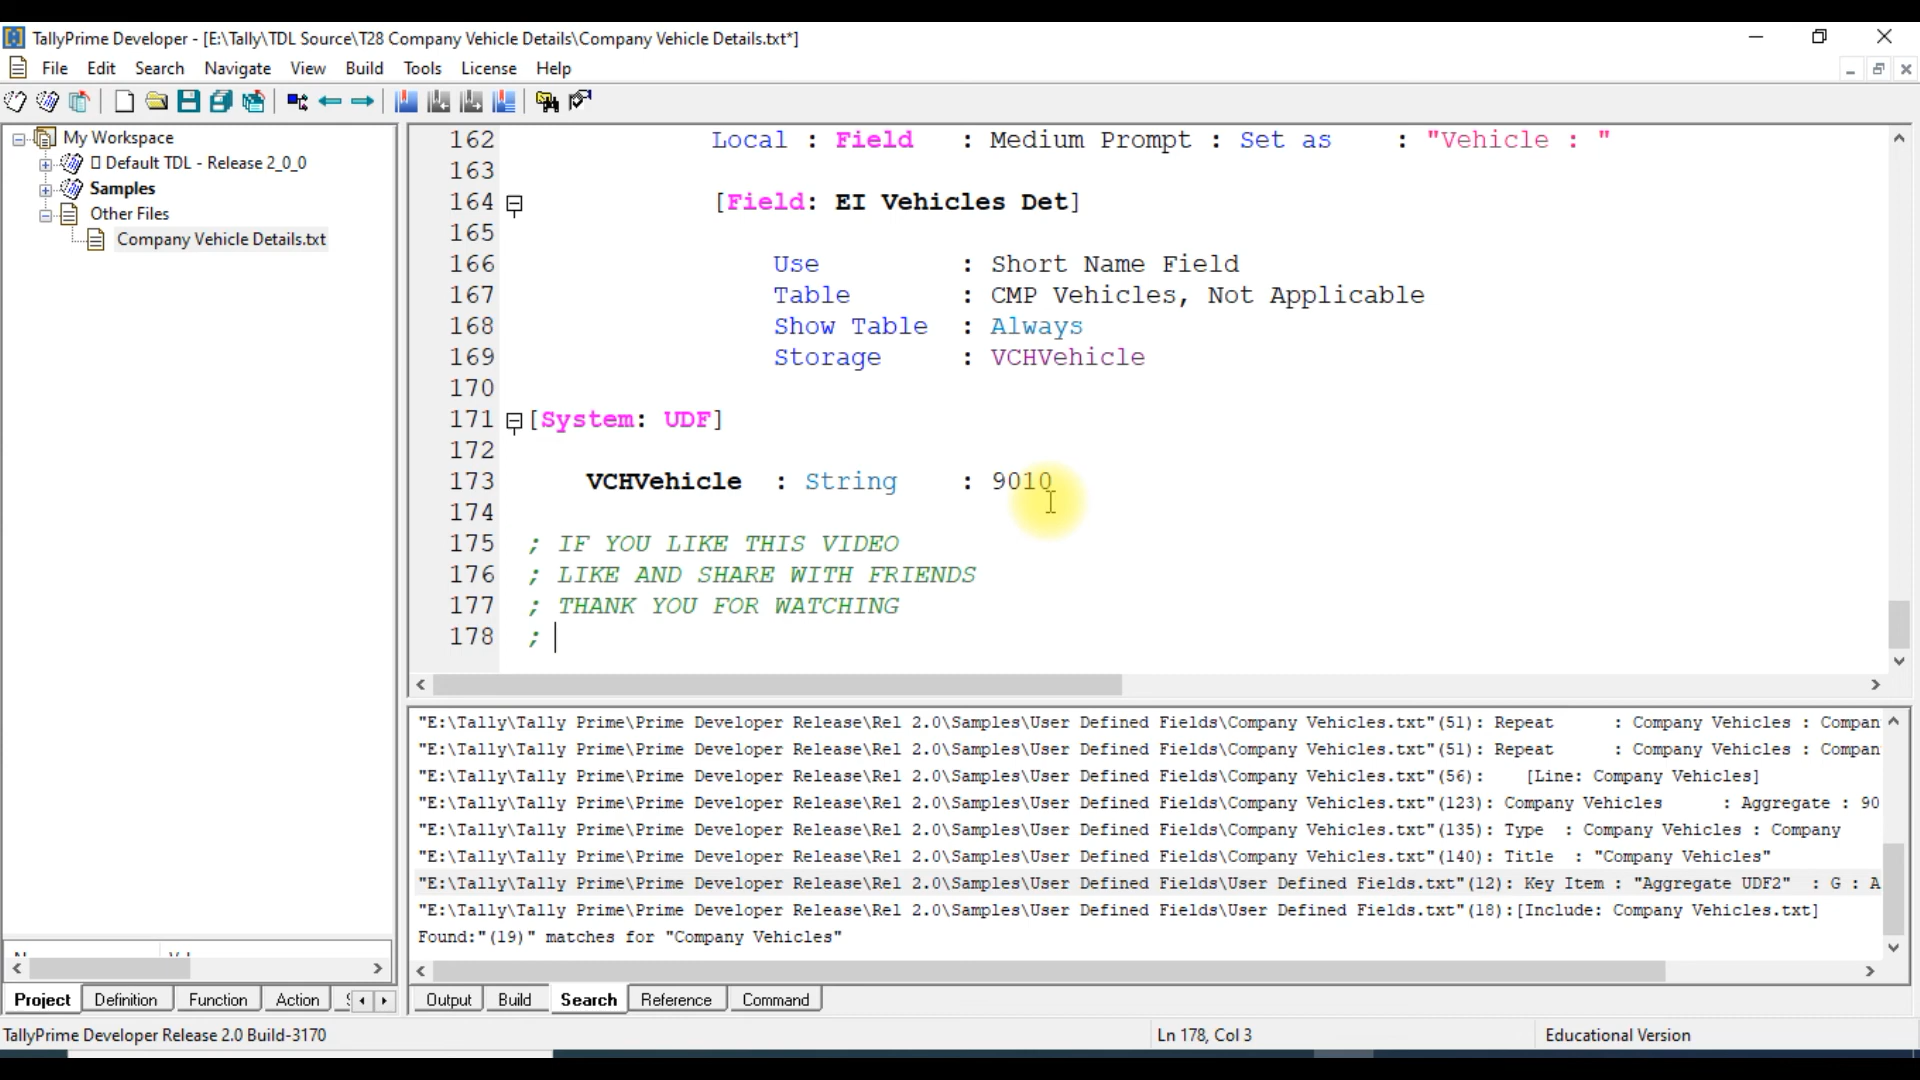 TallyPrime Developer - [E:\Tally\TDL Source\T28 Company Vehicle Details\Company Vehicle Details.txt*]
File Edit Search Navigate View Build Tools License Help
My Workspace
Default TDL - Release 2_0_0
Samples
Other Files
Company Vehicle Details.txt
162 Local : Field : Medium Prompt : Set as : "Vehicle : "
163
164 [Field: EI Vehicles Det]
165
166 Use : Short Name Field
167 Table : CMP Vehicles, Not Applicable
168 Show Table : Always
169 Storage : VCHVehicle
170
171 [System: UDF]
172
173 VCHVehicle : String : 9010
174
175 ; IF YOU LIKE THIS VIDEO
176 ; LIKE AND SHARE WITH FRIENDS
177 ; THANK YOU FOR WATCHING
178 ;
"E:\Tally\Tally Prime\Prime Developer Release\Rel 2.0\Samples\User Defined Fields\Company Vehicles.txt"(51): Repeat : Company Vehicles : Compan
"E:\Tally\Tally Prime\Prime Developer Release\Rel 2.0\Samples\User Defined Fields\Company Vehicles.txt"(51): Repeat : Company Vehicles : Compan
"E:\Tally\Tally Prime\Prime Developer Release\Rel 2.0\Samples\User Defined Fields\Company Vehicles.txt"(56): [Line: Company Vehicles]
"E:\Tally\Tally Prime\Prime Developer Release\Rel 2.0\Samples\User Defined Fields\Company Vehicles.txt"(123): Company Vehicles : Aggregate : 90
"E:\Tally\Tally Prime\Prime Developer Release\Rel 2.0\Samples\User Defined Fields\Company Vehicles.txt"(135): Type : Company Vehicles : Company
"E:\Tally\Tally Prime\Prime Developer Release\Rel 2.0\Samples\User Defined Fields\Company Vehicles.txt"(140): Title : "Company Vehicles"
"E:\Tally\Tally Prime\Prime Developer Release\Rel 2.0\Samples\User Defined Fields\User Defined Fields.txt"(12): Key Item : "Aggregate UDF2" : G : A
"E:\Tally\Tally Prime\Prime Developer Release\Rel 2.0\Samples\User Defined Fields\User Defined Fields.txt"(18):[Include: Company Vehicles.txt]
Found:"(19)" matches for "Company Vehicles"
Project Definition Function Action
Output Build Search Reference Command
TallyPrime Developer Release 2.0 Build-3170
Ln 178, Col 3
Educational Version